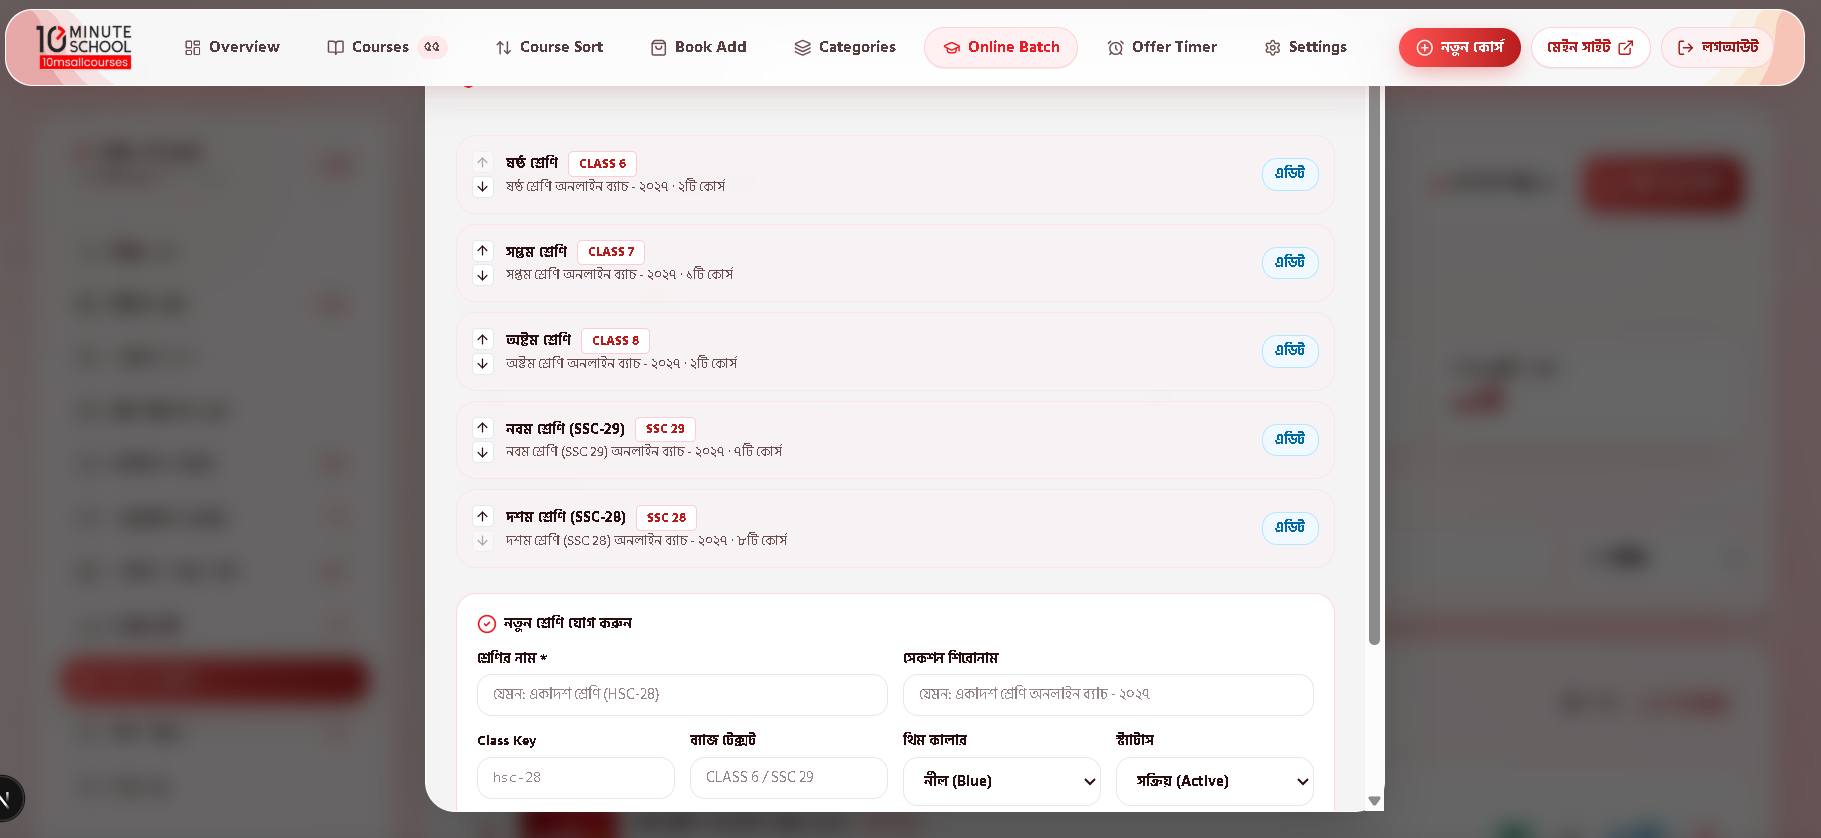 10 MINUTE SCHOOL
10msallcourses
Overview
Courses ৭৭
Course Sort
Book Add
Categories
Online Batch
Offer Timer
Settings
নতুন কোর্স
মেইন সাইট
লগআউট
ষষ্ঠ শ্রেণি CLASS 6
ষষ্ঠ শ্রেণি অনলাইন ব্যাচ - ২০২৭ · ২টি কোর্স
এডিট
সপ্তম শ্রেণি CLASS 7
সপ্তম শ্রেণি অনলাইন ব্যাচ - ২০২৭ · ১টি কোর্স
এডিট
অষ্টম শ্রেণি CLASS 8
অষ্টম শ্রেণি অনলাইন ব্যাচ - ২০২৭ · ২টি কোর্স
এডিট
নবম শ্রেণি (SSC-29) SSC 29
নবম শ্রেণি (SSC 29) অনলাইন ব্যাচ - ২০২৭ · ৭টি কোর্স
এডিট
দশম শ্রেণি (SSC-28) SSC 28
দশম শ্রেণি (SSC 28) অনলাইন ব্যাচ - ২০২৭ · ৮টি কোর্স
এডিট
নতুন শ্রেণি যোগ করুন
শ্রেণির নাম *
সেকশন শিরোনাম
যেমন: একাদশ শ্রেণি (HSC-28)
যেমন: একাদশ শ্রেণি অনলাইন ব্যাচ - ২০২৭
Class Key
ব্যাজ টেক্সট
থিম কালার
স্ট্যাটাস
hsc-28
CLASS 6 / SSC 29
নীল (Blue)
সক্রিয় (Active)